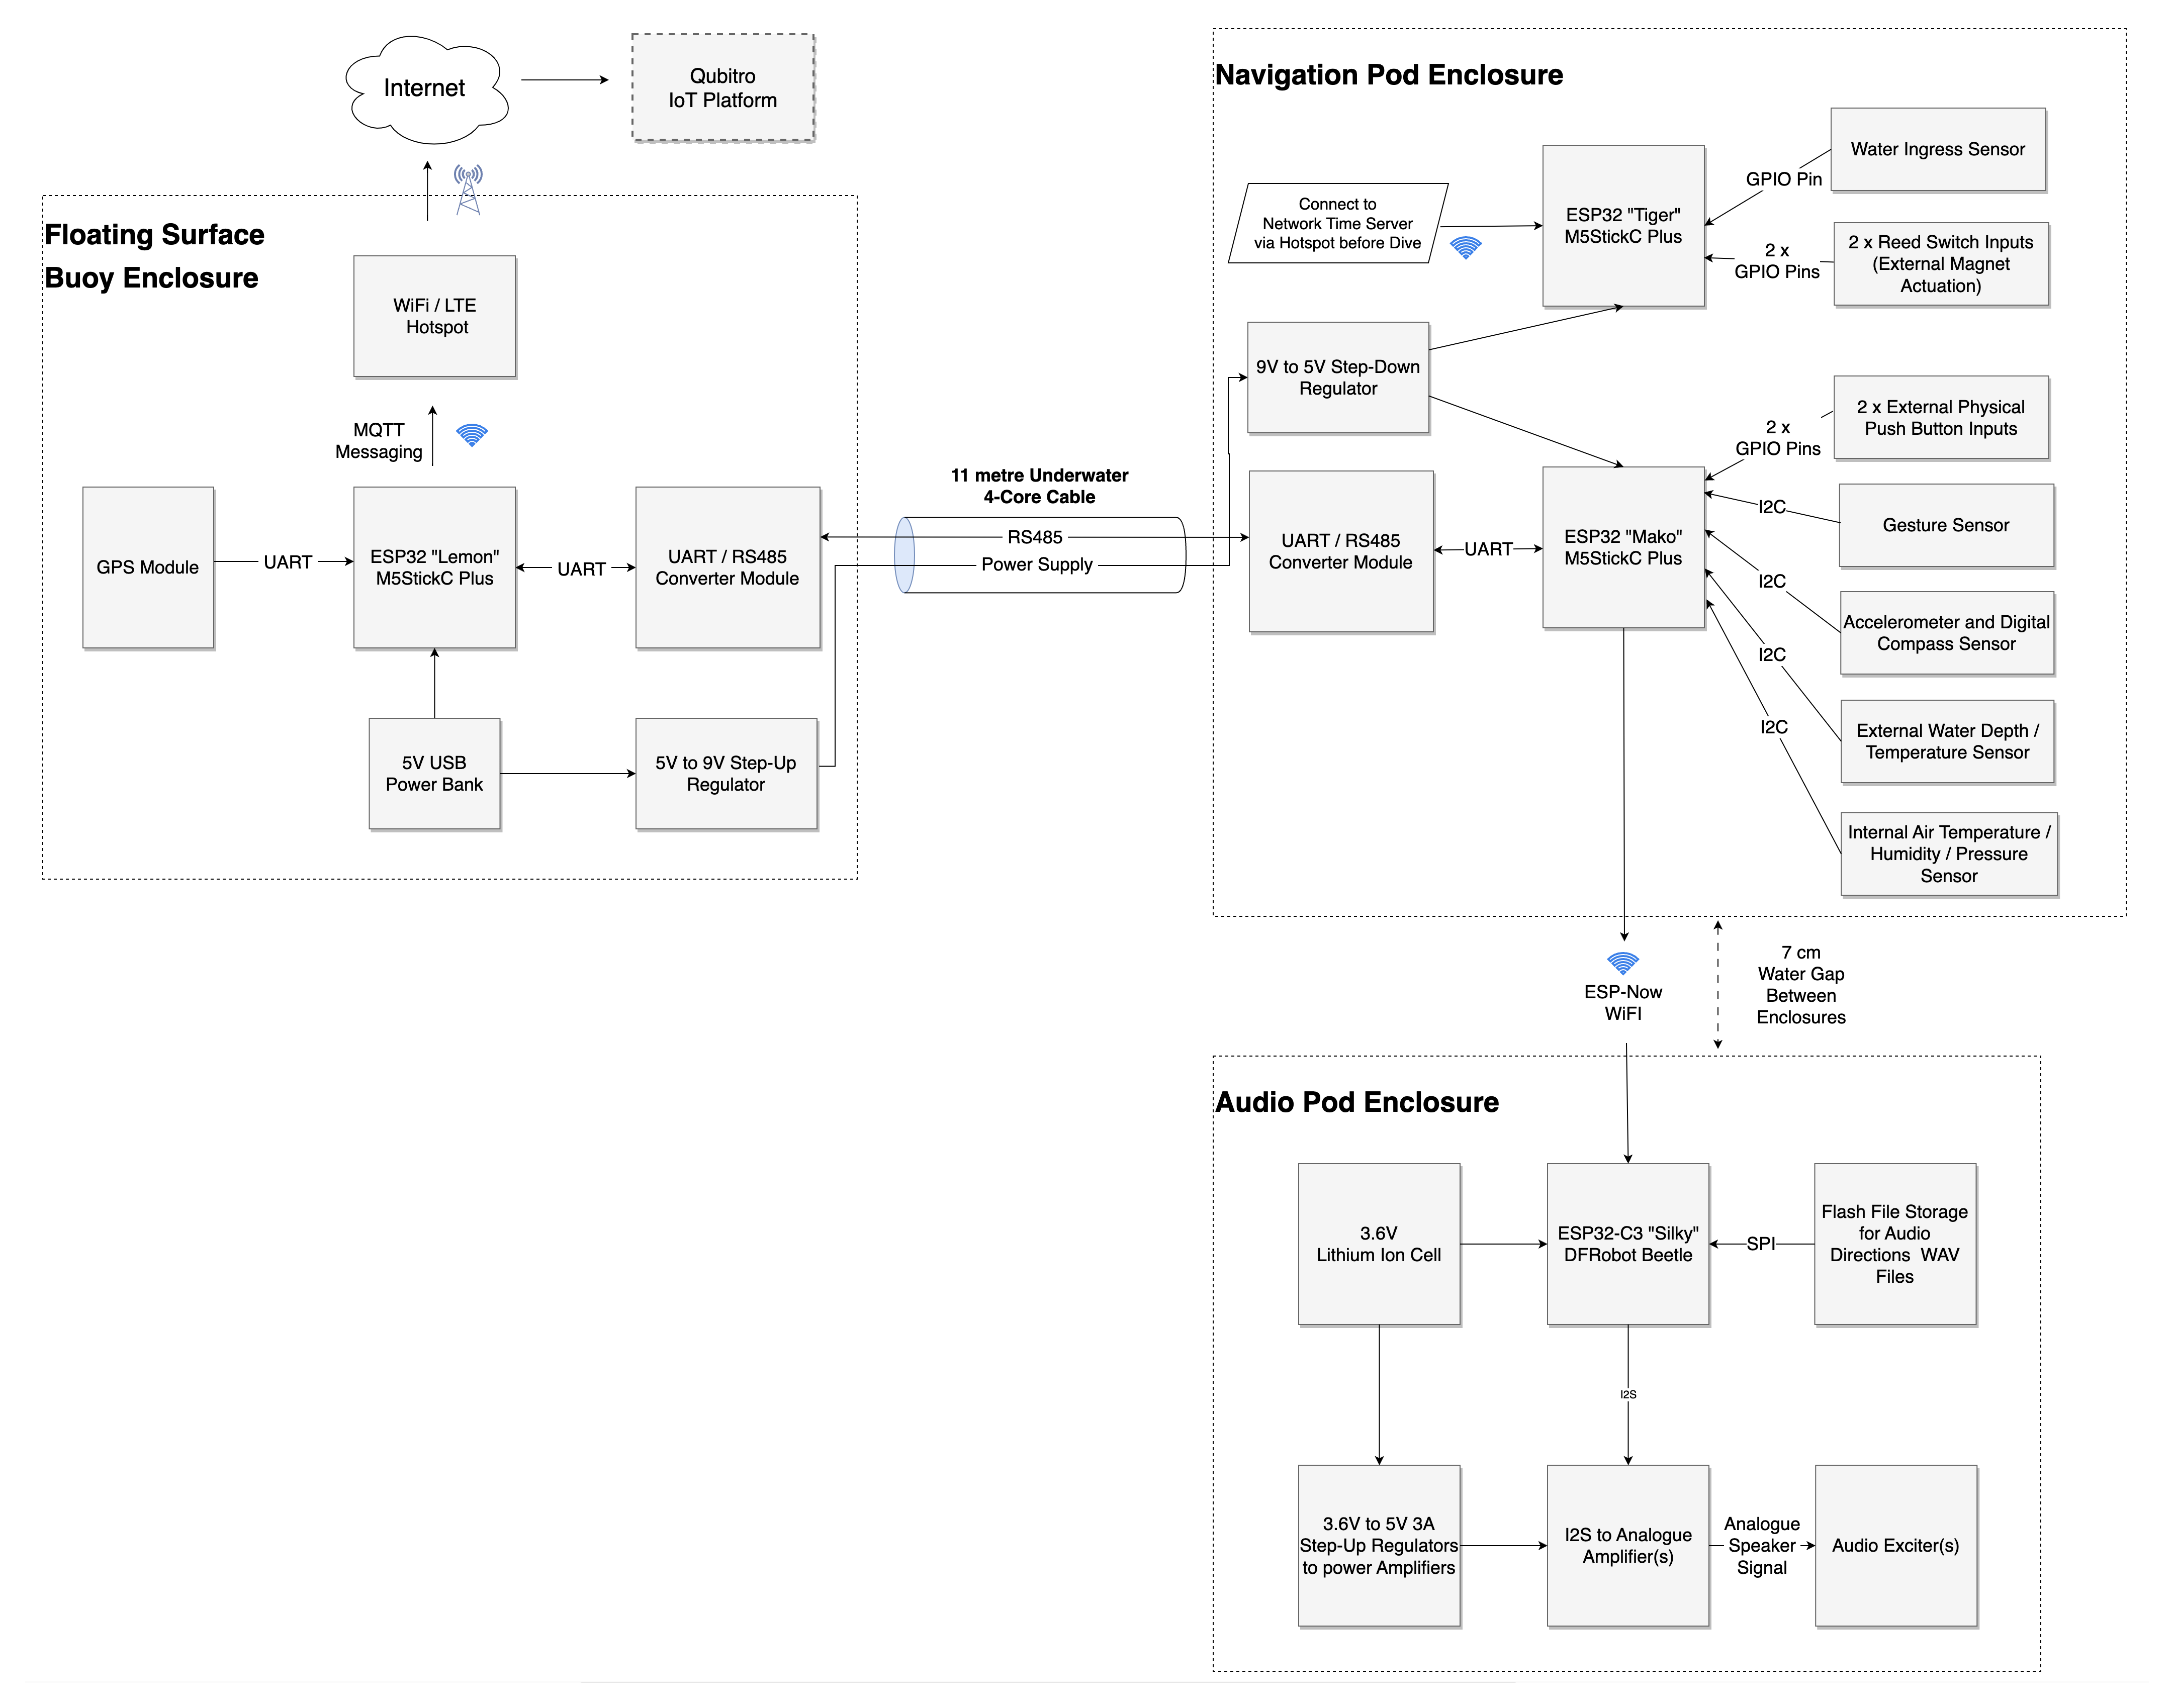 Internet
Qubitro
IoT Platform
Floating Surface
Buoy Enclosure
WiFi / LTE
Hotspot
MQTT
Messaging
GPS Module
UART
ESP32 "Lemon"
M5StickC Plus
UART
UART / RS485
Converter Module
5V USB
Power Bank
5V to 9V Step-Up
Regulator
11 metre Underwater
4-Core Cable
RS485
Power Supply
Navigation Pod Enclosure
Connect to
Network Time Server
via Hotspot before Dive
ESP32 "Tiger"
M5StickC Plus
GPIO Pin
Water Ingress Sensor
2 x
GPIO Pins
2 x Reed Switch Inputs
(External Magnet
Actuation)
9V to 5V Step-Down
Regulator
UART / RS485
Converter Module
UART
ESP32 "Mako"
M5StickC Plus
2 x
GPIO Pins
2 x External Physical
Push Button Inputs
I2C
Gesture Sensor
I2C
Accelerometer and Digital
Compass Sensor
I2C
External Water Depth /
Temperature Sensor
I2C
Internal Air Temperature /
Humidity / Pressure
Sensor
ESP-Now
WiFI
7 cm
Water Gap
Between
Enclosures
Audio Pod Enclosure
3.6V
Lithium Ion Cell
ESP32-C3 "Silky"
DFRobot Beetle
SPI
Flash File Storage
for Audio
Directions WAV
Files
I2S
3.6V to 5V 3A
Step-Up Regulators
to power Amplifiers
I2S to Analogue
Amplifier(s)
Analogue
Speaker
Signal
Audio Exciter(s)